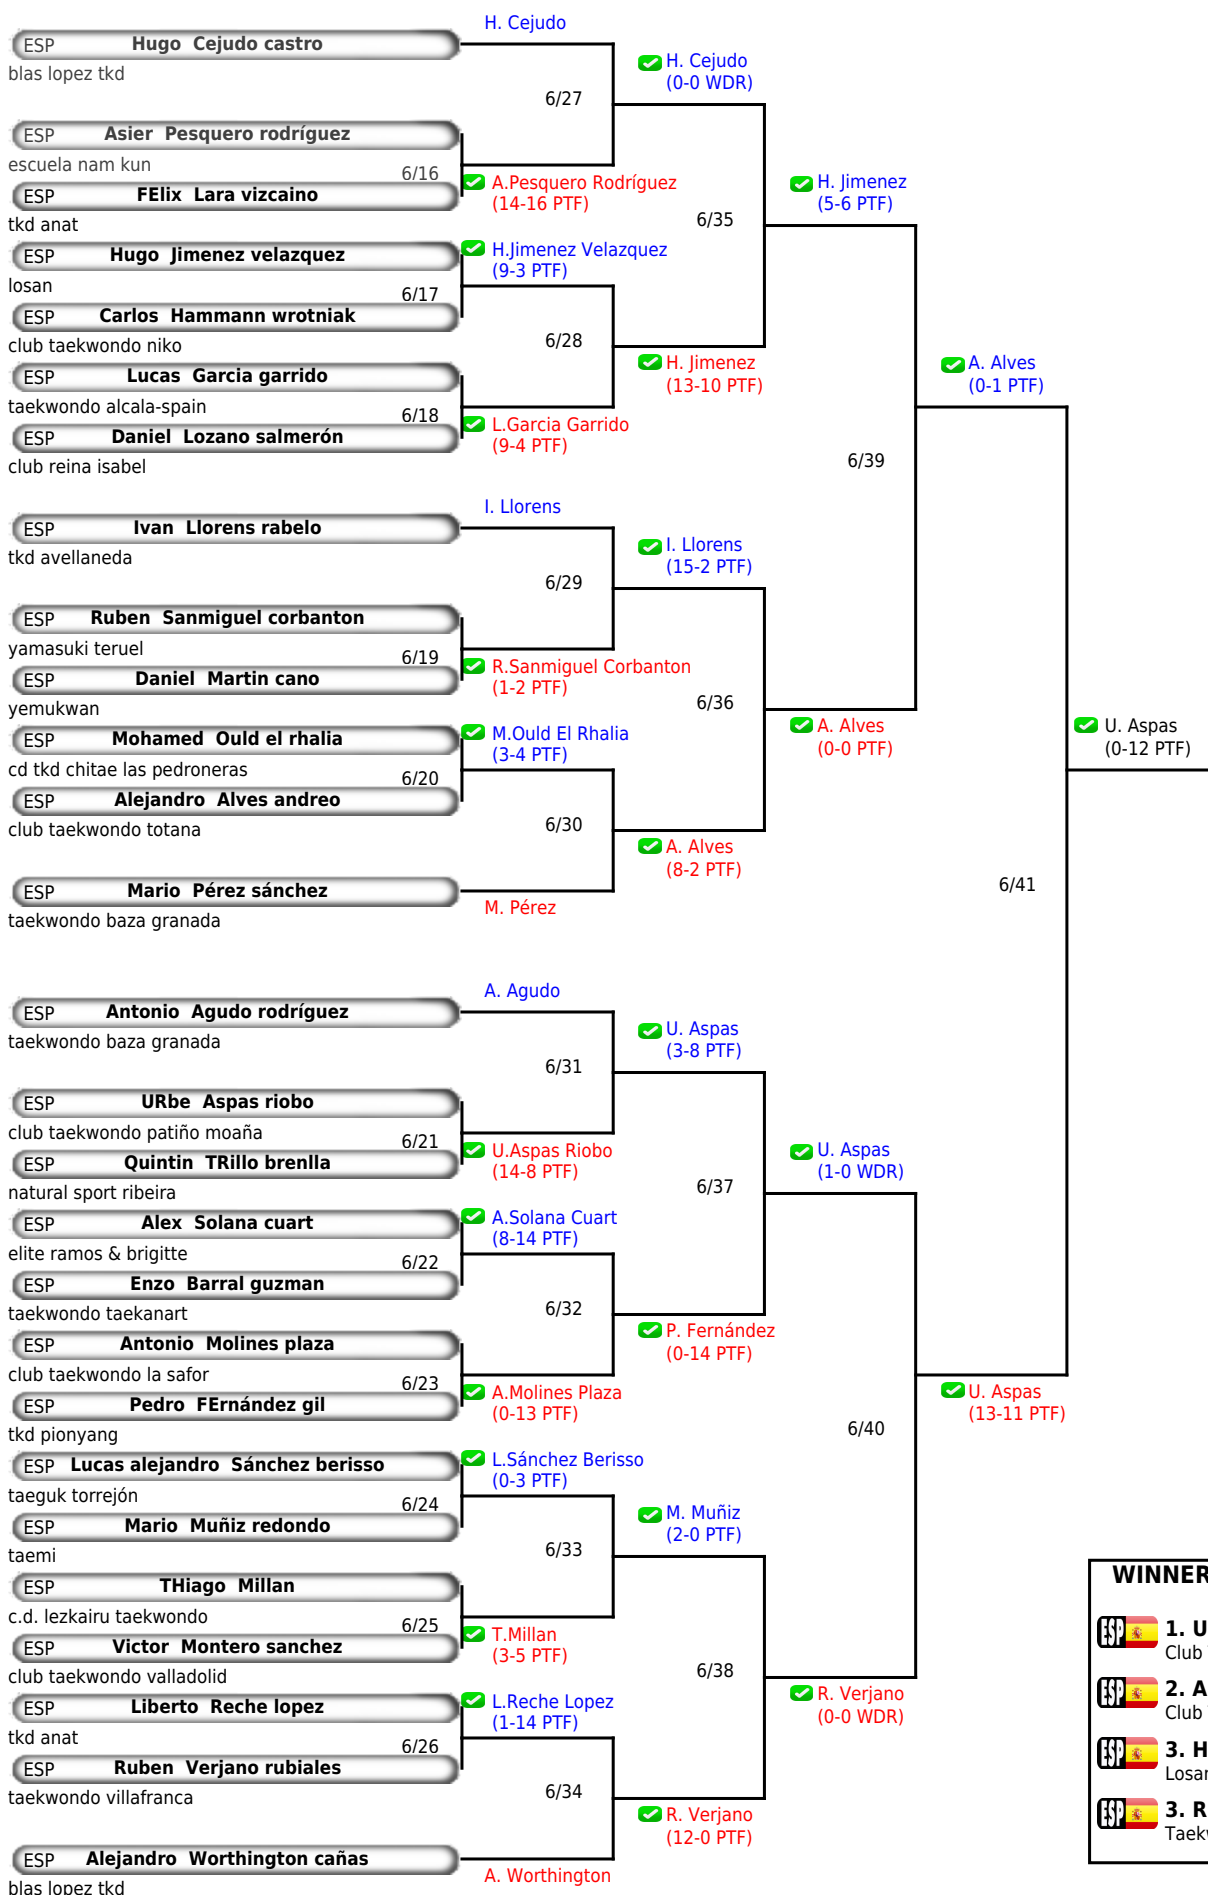 H. Cejudo
ESP Hugo Cejudo castro
blas lopez tkd
H. Cejudo
(0-0 WDR)
6/27
ESP Asier Pesquero rodríguez
escuela nam kun
6/16
A.Pesquero Rodríguez
(14-16 PTF)
ESP FElix Lara vizcaino
tkd anat
H. Jimenez
(5-6 PTF)
6/35
ESP Hugo Jimenez velazquez
losan
H.Jimenez Velazquez
(9-3 PTF)
6/17
ESP Carlos Hammann wrotniak
club taekwondo niko
6/28
H. Jimenez
(13-10 PTF)
ESP Lucas Garcia garrido
taekwondo alcala-spain
A. Alves
(0-1 PTF)
6/18
L.Garcia Garrido
(9-4 PTF)
ESP Daniel Lozano salmerón
club reina isabel
6/39
I. Llorens
ESP Ivan Llorens rabelo
tkd avellaneda
I. Llorens
(15-2 PTF)
6/29
ESP Ruben Sanmiguel corbanton
yamasuki teruel
6/19
R.Sanmiguel Corbanton
(1-2 PTF)
ESP Daniel Martin cano
yemukwan
6/36
ESP Mohamed Ould el rhalia
cd tkd chitae las pedroneras
M.Ould El Rhalia
(3-4 PTF)
A. Alves
(0-0 PTF)
U. Aspas
(0-12 PTF)
6/20
ESP Alejandro Alves andreo
club taekwondo totana
6/30
A. Alves
(8-2 PTF)
ESP Mario Pérez sánchez
taekwondo baza granada
M. Pérez
6/41
A. Agudo
ESP Antonio Agudo rodríguez
taekwondo baza granada
U. Aspas
(3-8 PTF)
6/31
ESP URbe Aspas riobo
club taekwondo patiño moaña
6/21
U.Aspas Riobo
(14-8 PTF)
ESP Quintin TRillo brenlla
natural sport ribeira
U. Aspas
(1-0 WDR)
6/37
ESP Alex Solana cuart
elite ramos & brigitte
A.Solana Cuart
(8-14 PTF)
6/22
ESP Enzo Barral guzman
taekwondo taekanart
6/32
P. Fernández
(0-14 PTF)
ESP Antonio Molines plaza
club taekwondo la safor
6/23
A.Molines Plaza
(0-13 PTF)
ESP Pedro FErnández gil
tkd pionyang
U. Aspas
(13-11 PTF)
6/40
ESP Lucas alejandro Sánchez berisso
taeguk torrejón
L.Sánchez Berisso
(0-3 PTF)
6/24
ESP Mario Muñiz redondo
taemi
M. Muñiz
(2-0 PTF)
6/33
ESP THiago Millan
c.d. lezkairu taekwondo
6/25
T.Millan
(3-5 PTF)
ESP Victor Montero sanchez
club taekwondo valladolid
6/38
ESP Liberto Reche lopez
tkd anat
L.Reche Lopez
(1-14 PTF)
R. Verjano
(0-0 WDR)
6/26
ESP Ruben Verjano rubiales
taekwondo villafranca
6/34
R. Verjano
(12-0 PTF)
ESP Alejandro Worthington cañas
blas lopez tkd
A. Worthington
WINNER
ESP 1. U
Club
ESP 2. A
Club
ESP 3. H
Losan
ESP 3. R
Taekw